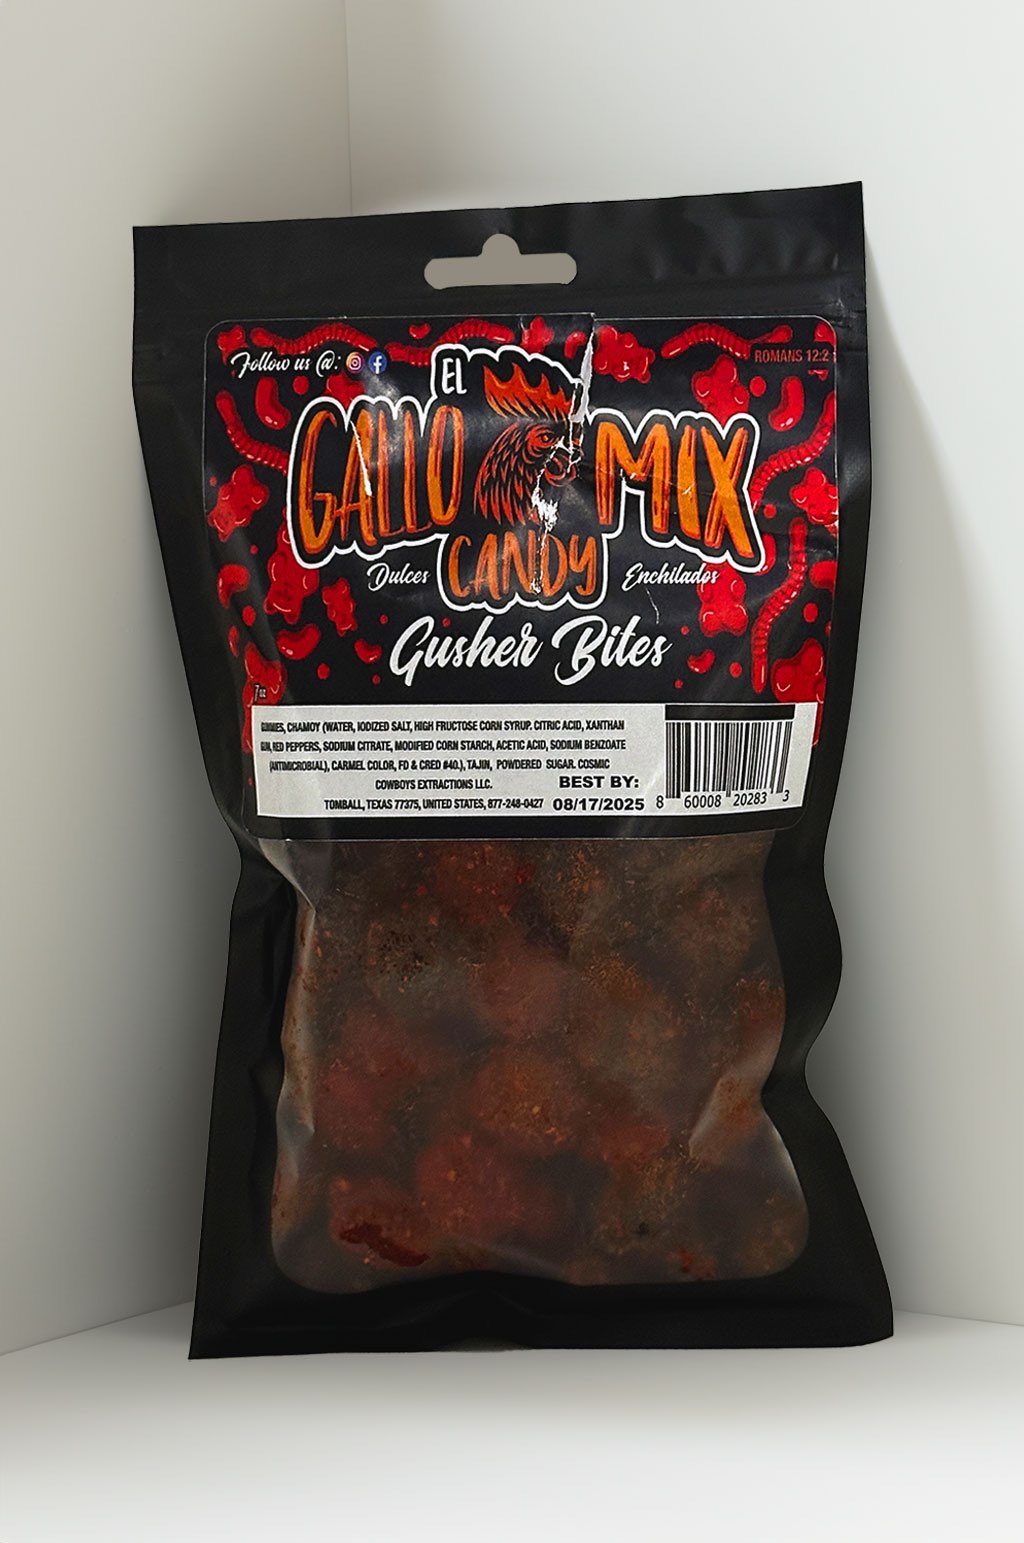 Follow us @:
ROMANS 12:2
EL
GALLO MIX
CANDY
Dulces Enchilados
Gusher Bites
7 oz
GUMMIES, CHAMOY (WATER, IODIZED SALT, HIGH FRUCTOSE CORN SYRUP. CITRIC ACID, XANTHAN
GUM, RED PEPPERS, SODIUM CITRATE, MODIFIED CORN STARCH, ACETIC ACID, SODIUM BENZOATE
(ANTIMICROBIAL), CARMEL COLOR, FD & CRED #40.), TAJIN, POWDERED SUGAR. COSMIC
COWBOYS EXTRACTIONS LLC.
BEST BY:
TOMBALL, TEXAS 77375, UNITED STATES, 877-248-0427
08/17/2025
8 60008 20283 3